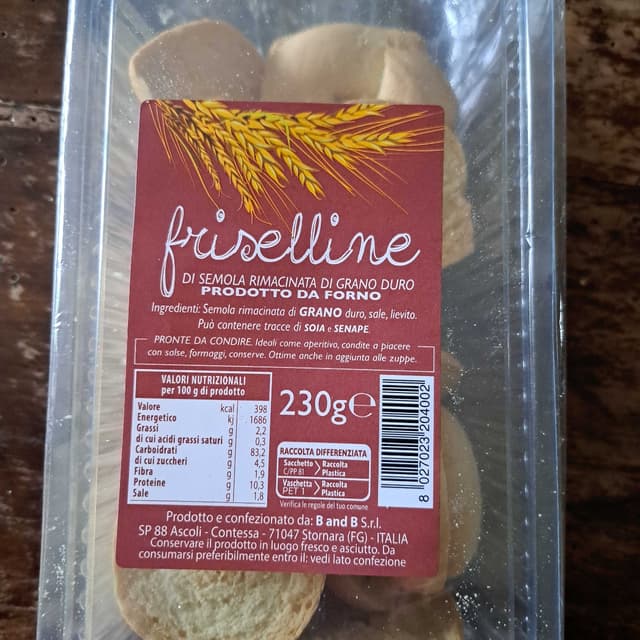 friselline
DI SEMOLA RIMACINATA DI GRANO DURO
PRODOTTO DA FORNO
Ingredienti: Semola rimacinata di GRANO duro, sale, lievito.
Può contenere tracce di SOIA e SENAPE.
PRONTE DA CONDIRE. Ideali come aperitivo, condite a piacere
con salse, formaggi, conserve. Ottime anche in aggiunta alle zuppe.
VALORI NUTRIZIONALI
per 100 g di prodotto
Valore kcal 398
Energetico kj 1686
Grassi g 2,2
di cui acidi grassi saturi g 0,3
Carboidrati g 83,2
di cui zuccheri g 4,5
Fibra g 1,9
Proteine g 10,3
Sale g 1,8
230g℮
RACCOLTA DIFFERENZIATA
Sacchetto Raccolta
C/PP 81 Plastica
Vaschetta Raccolta
PET 1 Plastica
Verifica le regole del tuo comune
8 027023 204002
Prodotto e confezionato da: B and B S.r.l.
SP 88 Ascoli - Contessa - 71047 Stornara (FG) - ITALIA
Conservare il prodotto in luogo fresco e asciutto. Da
consumarsi preferibilmente entro il: vedi lato confezione